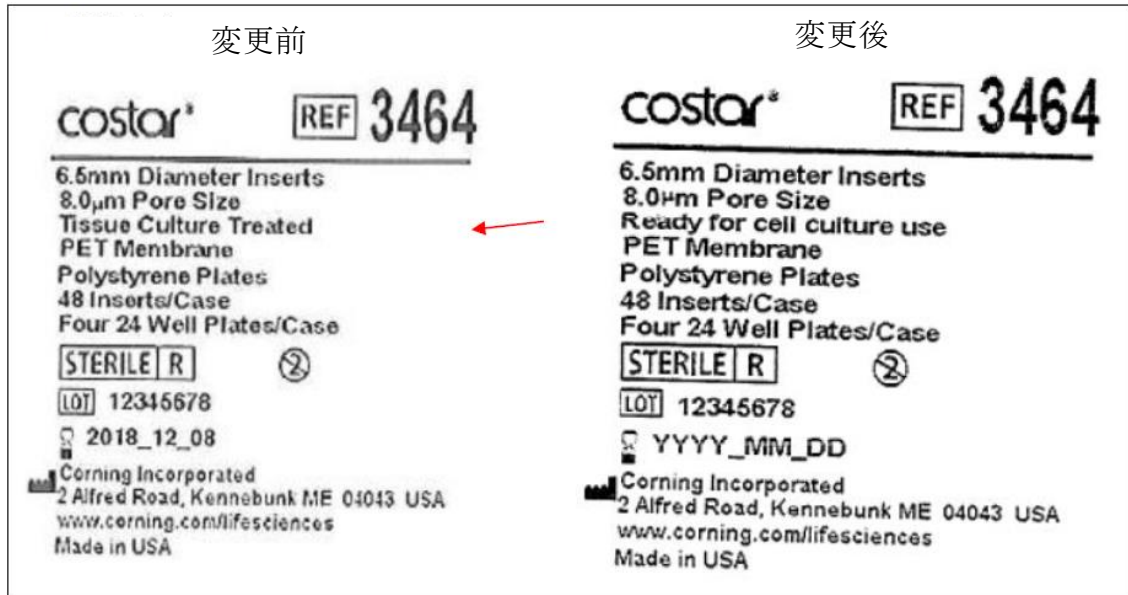 変更前
costar®
REF 3464
6.5mm Diameter Inserts
8.0µm Pore Size
Tissue Culture Treated
PET Membrane
Polystyrene Plates
48 Inserts/Case
Four 24 Well Plates/Case
STERILE R
2
LOT 12345678
2018_12_08
Corning Incorporated
2 Alfred Road, Kennebunk ME 04043 USA
www.corning.com/lifesciences
Made in USA
変更後
costar®
REF 3464
6.5mm Diameter Inserts
8.0µm Pore Size
Ready for cell culture use
PET Membrane
Polystyrene Plates
48 Inserts/Case
Four 24 Well Plates/Case
STERILE R
2
LOT 12345678
YYYY_MM_DD
Corning Incorporated
2 Alfred Road, Kennebunk ME 04043 USA
www.corning.com/lifesciences
Made in USA